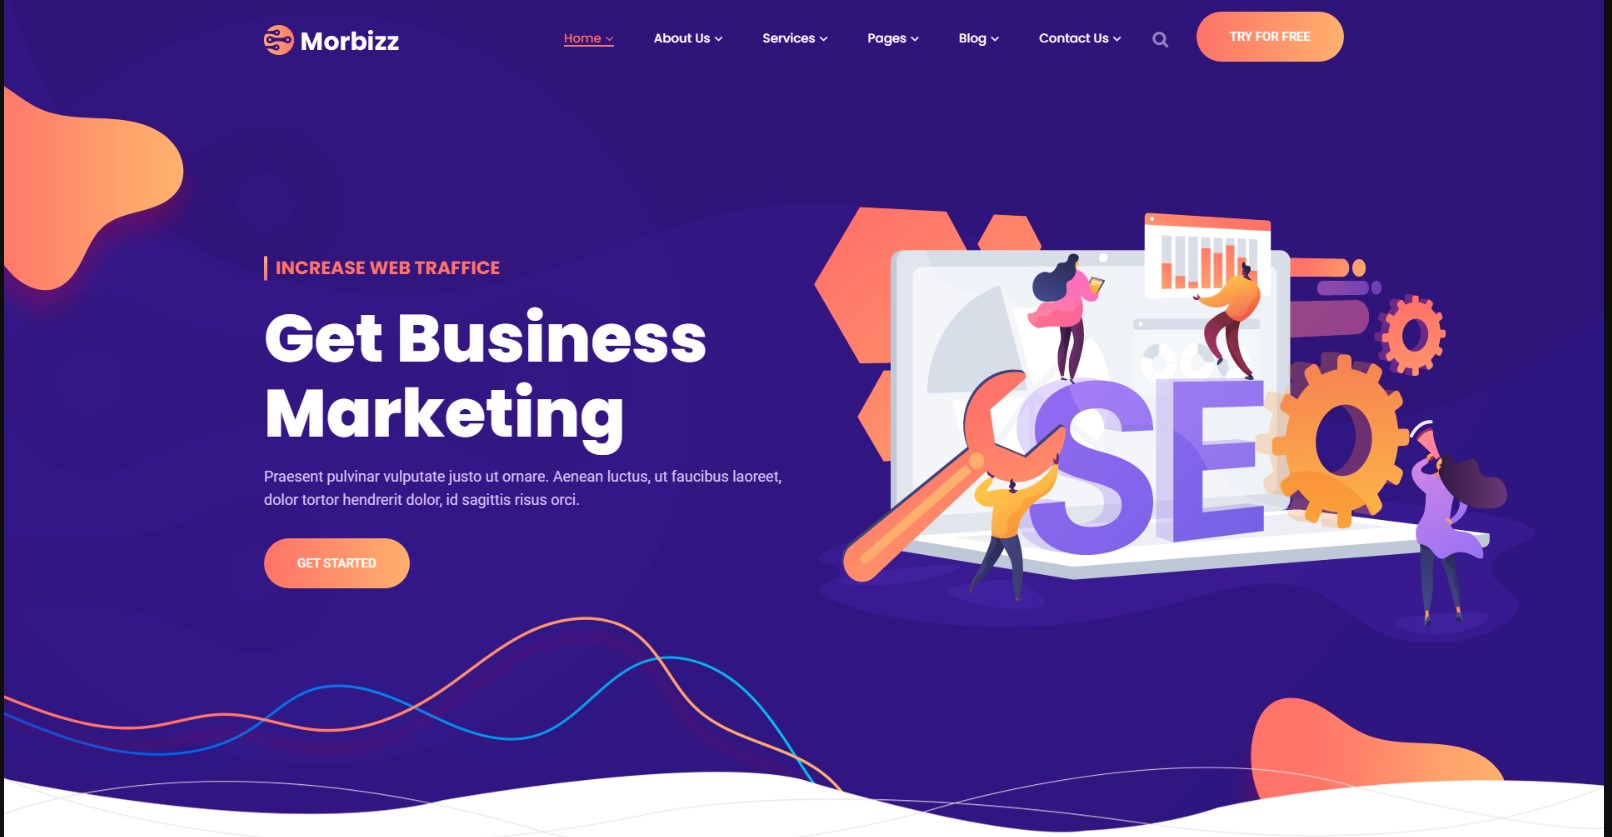 Morbizz
Home
About Us
Services
Pages
Blog
Contact Us
TRY FOR FREE
INCREASE WEB TRAFFICE
Get Business
Marketing
Praesent pulvinar vulputate justo ut ornare. Aenean luctus, ut faucibus laoreet,
dolor tortor hendrerit dolor, id sagittis risus orci.
GET STARTED
SE